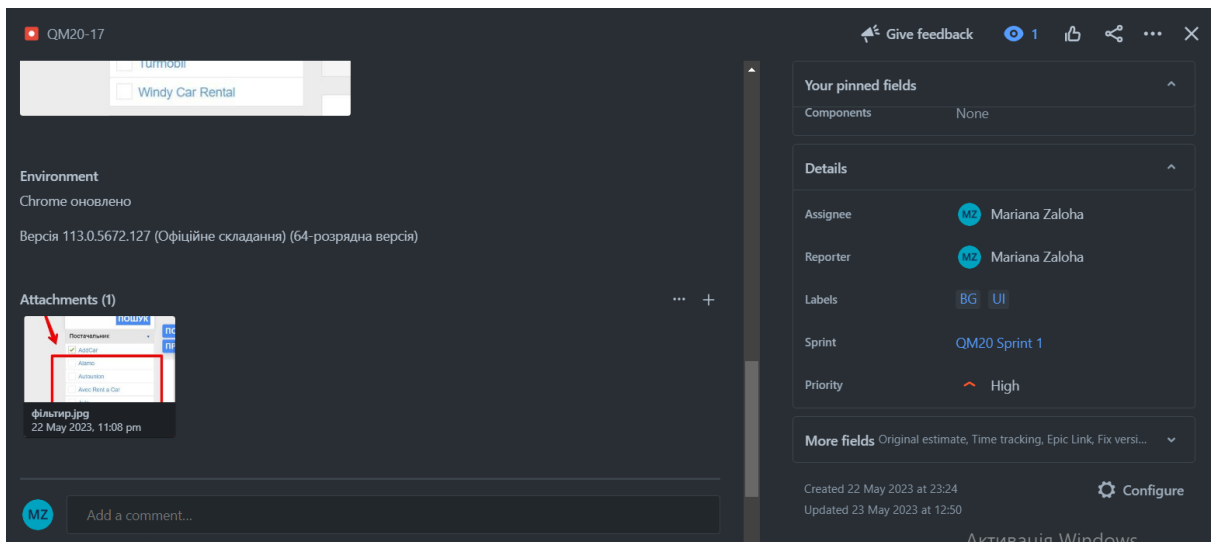 QM20-17
Give feedback
1
Turmobil
Windy Car Rental
Environment
Chrome оновлено
Версія 113.0.5672.127 (Офіційне складання) (64-розрядна версія)
Attachments (1)
ПОШУК
Постачальник
AddCar
Alamo
Autounion
Avec Rent a Car
фільтир.jpg
22 May 2023, 11:08 pm
MZ
Add a comment...
Your pinned fields
Components None
Details
Assignee MZ Mariana Zaloha
Reporter MZ Mariana Zaloha
Labels BG UI
Sprint QM20 Sprint 1
Priority High
More fields Original estimate, Time tracking, Epic Link, Fix versi...
Created 22 May 2023 at 23:24
Configure
Updated 23 May 2023 at 12:50
Активація Windows